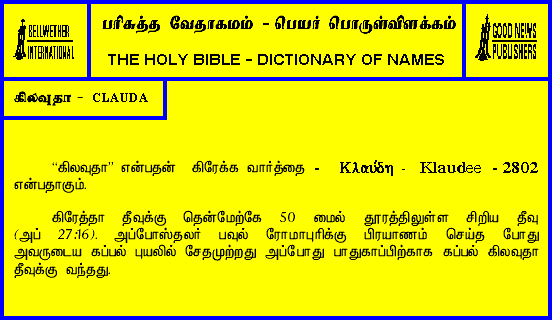 BELLWETHER
INTERNATIONAL
பரிசுத்த வேதாகமம் - பெயர் பொருள்விளக்கம்
THE HOLY BIBLE - DICTIONARY OF NAMES
GOOD NEWS
PUBLISHERS
கிலவுதா - CLAUDA
“கிலவுதா” என்பதன் கிரேக்க வார்த்தை - Κλαύδη - Klaudee - 2802
என்பதாகும்.
கிரேத்தா தீவுக்கு தென்மேற்கே 50 மைல் தூரத்திலுள்ள சிறிய தீவு
(அப் 27:16). அப்போஸ்தலர் பவுல் ரோமாபுரிக்கு பிரயாணம் செய்த போது
அவருடைய கப்பல் புயலில் சேதமுற்றது அப்போது பாதுகாப்பிற்காக கப்பல் கிலவுதா
தீவுக்கு வந்தது.